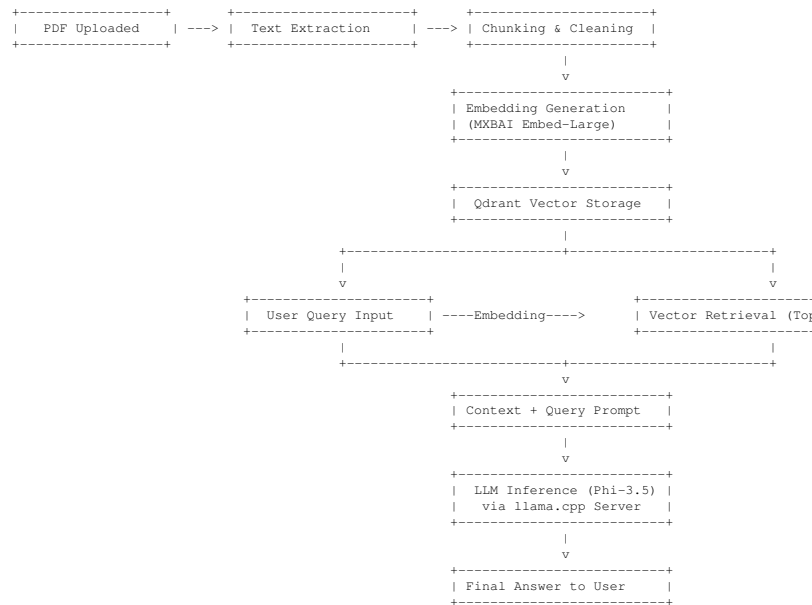 PDF Uploaded ---> Text Extraction ---> Chunking & Cleaning
Embedding Generation
(MXBAI Embed-Large)
Qdrant Vector Storage
User Query Input ----Embedding----> Vector Retrieval (Top
Context + Query Prompt
LLM Inference (Phi-3.5)
via llama.cpp Server
Final Answer to User